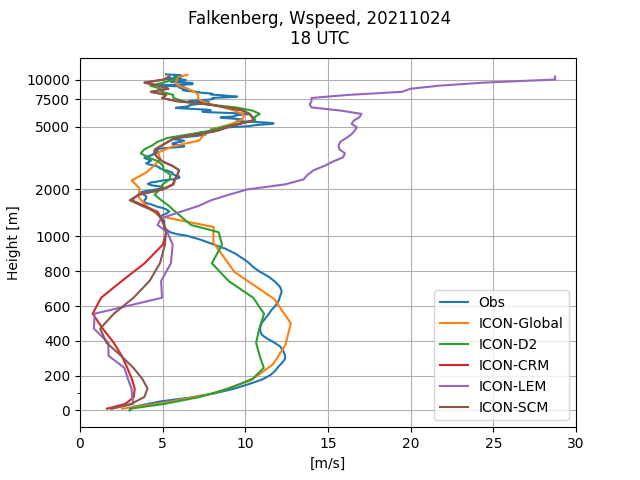 Falkenberg, Wspeed, 20211024
18 UTC
Height [m]
10000
7500
5000
2000
1000
800
600
400
200
0
Obs
ICON-Global
ICON-D2
ICON-CRM
ICON-LEM
ICON-SCM
0 5 10 15 20 25 30
[m/s]